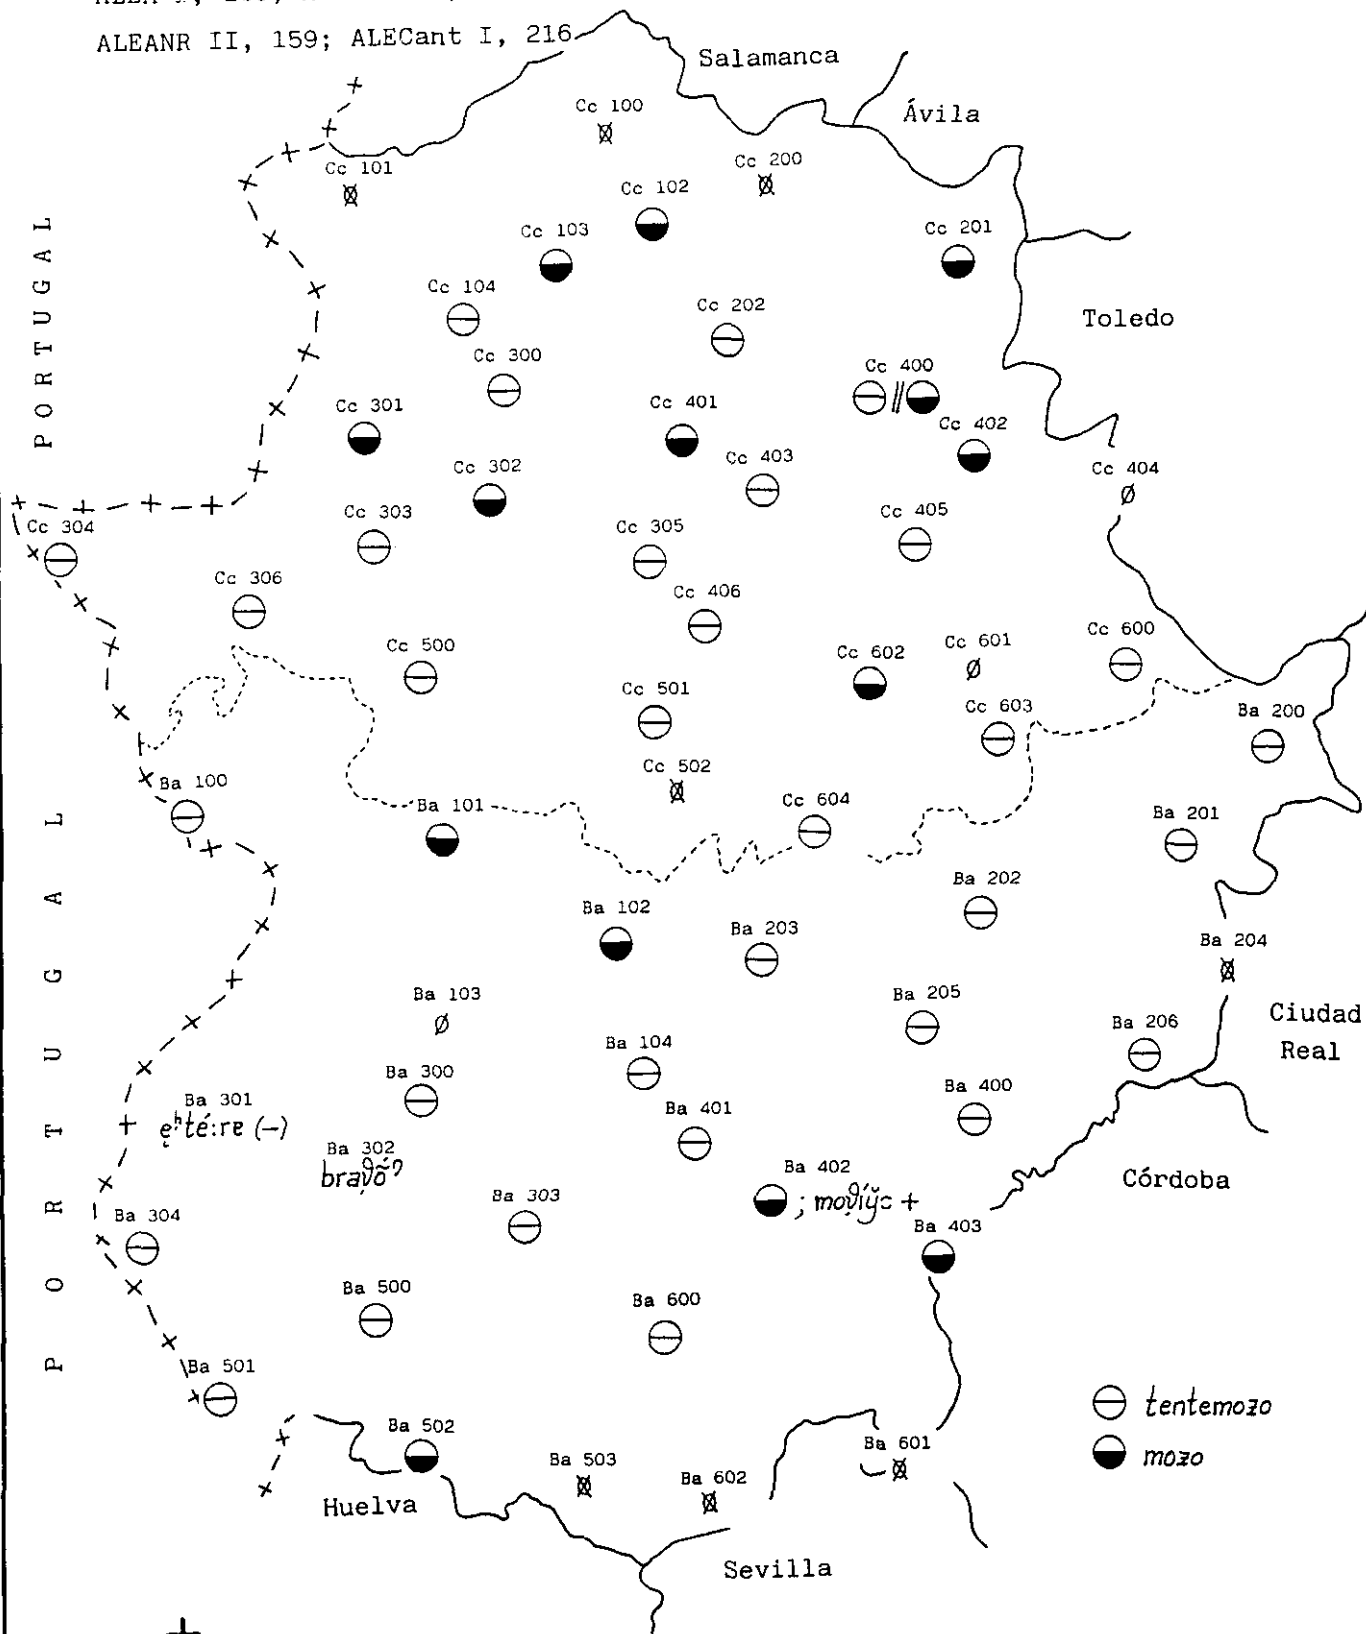 ALEANR II, 159; ALECant I, 216
Salamanca
Ávila
Cc 100
Cc 101
Cc 200
Cc 102
Cc 103
Cc 201
PORTUGAL
Cc 104
Cc 202
Toledo
Cc 300
Cc 400
Cc 301
Cc 401
Cc 402
Cc 302
Cc 403
Cc 404
Cc 303
Cc 304
Cc 305
Cc 405
Cc 306
Cc 406
Cc 500
Cc 601
Cc 600
Cc 602
Cc 501
Cc 603
Ba 200
Cc 502
Ba 100
Ba 101
Cc 604
Ba 201
PORTUGAL
Ba 202
Ba 102
Ba 203
Ba 204
Ba 103
Ba 205
Ciudad
Real
Ba 206
Ba 104
Ba 300
Ba 301
Ba 400
Ba 401
Ba 302
Ba 402
Córdoba
Ba 303
Ba 304
Ba 403
Ba 500
Ba 600
Ba 501
tentemozo
Ba 502
Ba 601
mozo
Ba 503
Ba 602
Huelva
Sevilla